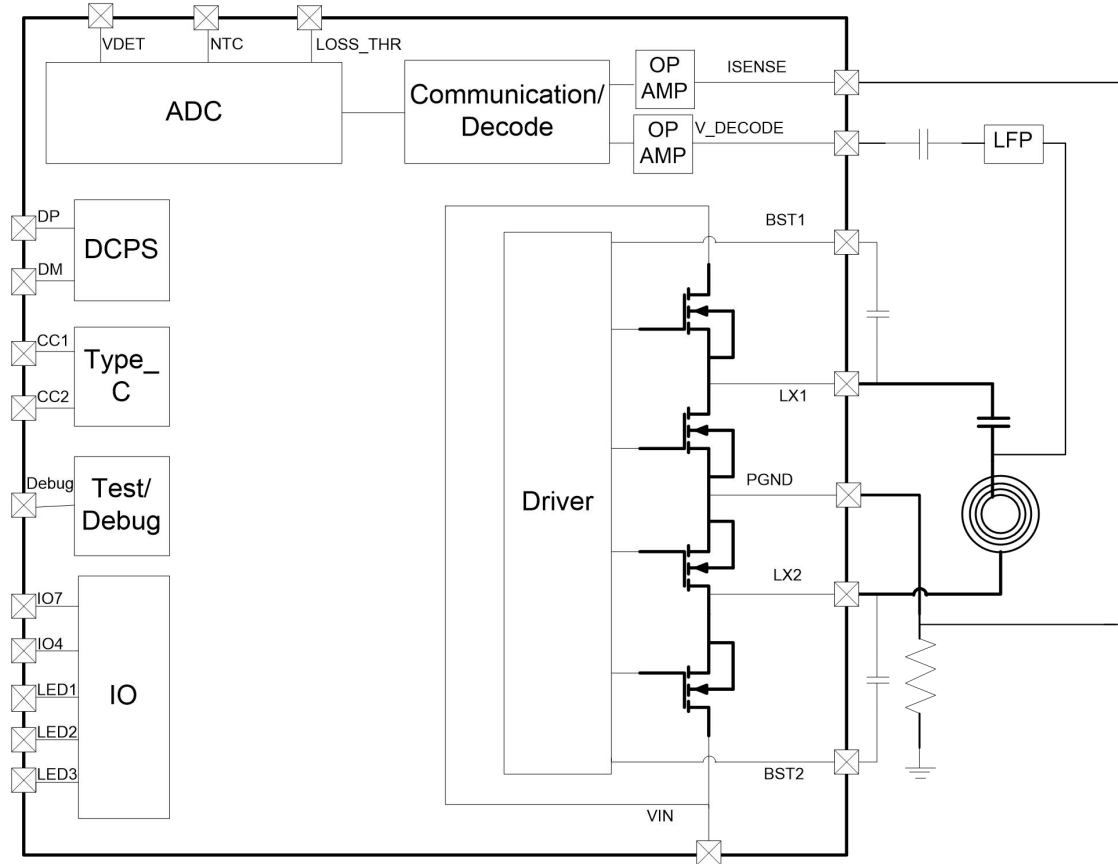 VDET
NTC
LOSS_THR
ADC
Communication/
Decode
OP
AMP
ISENSE
OP
AMP
V_DECODE
LFP
DP
DM
DCPS
BST1
CC1
CC2
Type_
C
LX1
Debug
Test/
Debug
Driver
PGND
LX2
IO7
IO4
LED1
LED2
LED3
IO
BST2
VIN